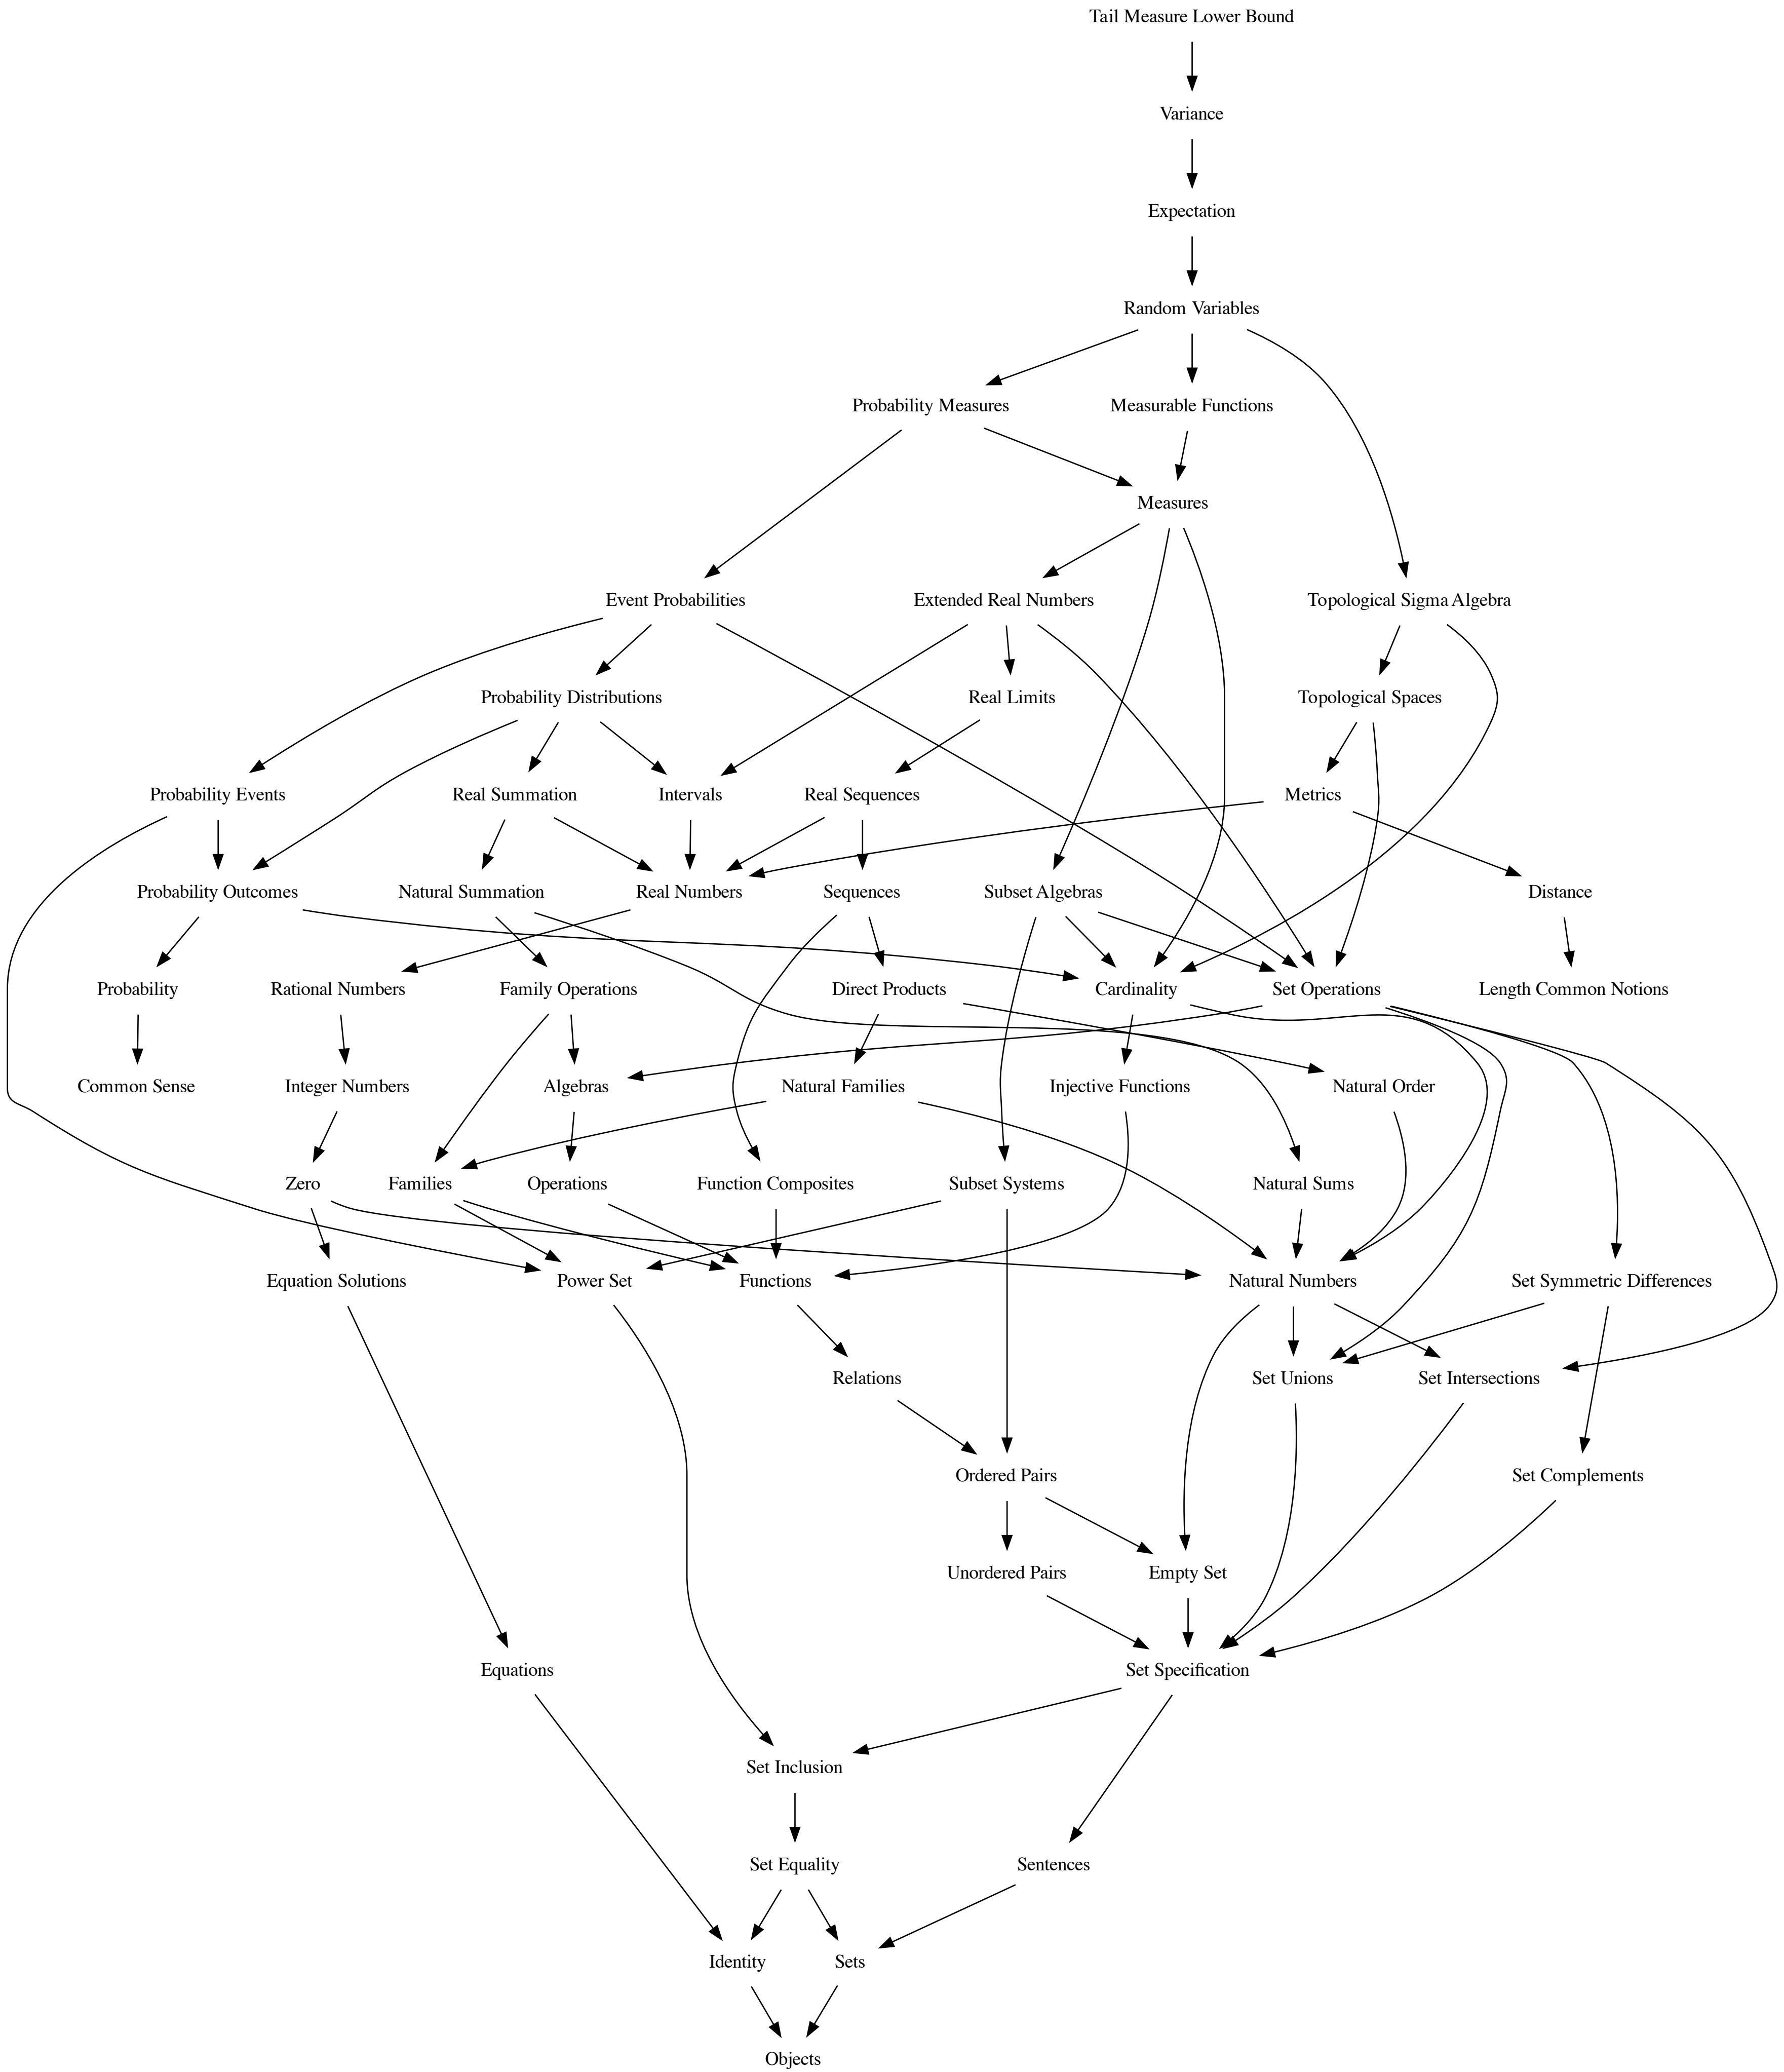 Tail Measure Lower Bound
Variance
Expectation
Random Variables
Probability Measures
Measurable Functions
Measures
Event Probabilities
Extended Real Numbers
Topological Sigma Algebra
Probability Distributions
Real Limits
Topological Spaces
Probability Events
Real Summation
Intervals
Real Sequences
Metrics
Probability Outcomes
Natural Summation
Real Numbers
Sequences
Subset Algebras
Distance
Probability
Rational Numbers
Family Operations
Direct Products
Cardinality
Set Operations
Length Common Notions
Common Sense
Integer Numbers
Algebras
Natural Families
Injective Functions
Natural Order
Zero
Families
Operations
Function Composites
Subset Systems
Natural Sums
Equation Solutions
Power Set
Functions
Natural Numbers
Set Symmetric Differences
Relations
Set Unions
Set Intersections
Ordered Pairs
Set Complements
Unordered Pairs
Empty Set
Equations
Set Specification
Set Inclusion
Set Equality
Sentences
Identity
Sets
Objects